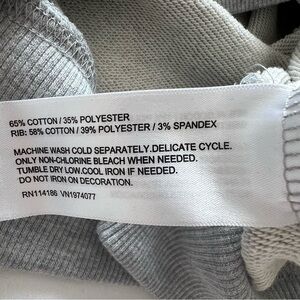 65% COTTON / 35% POLYESTER
RIB: 58% COTTON / 39% POLYESTER / 3% SPANDEX
MACHINE WASH COLD SEPARATELY.DELICATE CYCLE.
ONLY NON-CHLORINE BLEACH WHEN NEEDED.
TUMBLE DRY LOW.COOL IRON IF NEEDED.
DO NOT IRON ON DECORATION.
RN114186 VN1974077